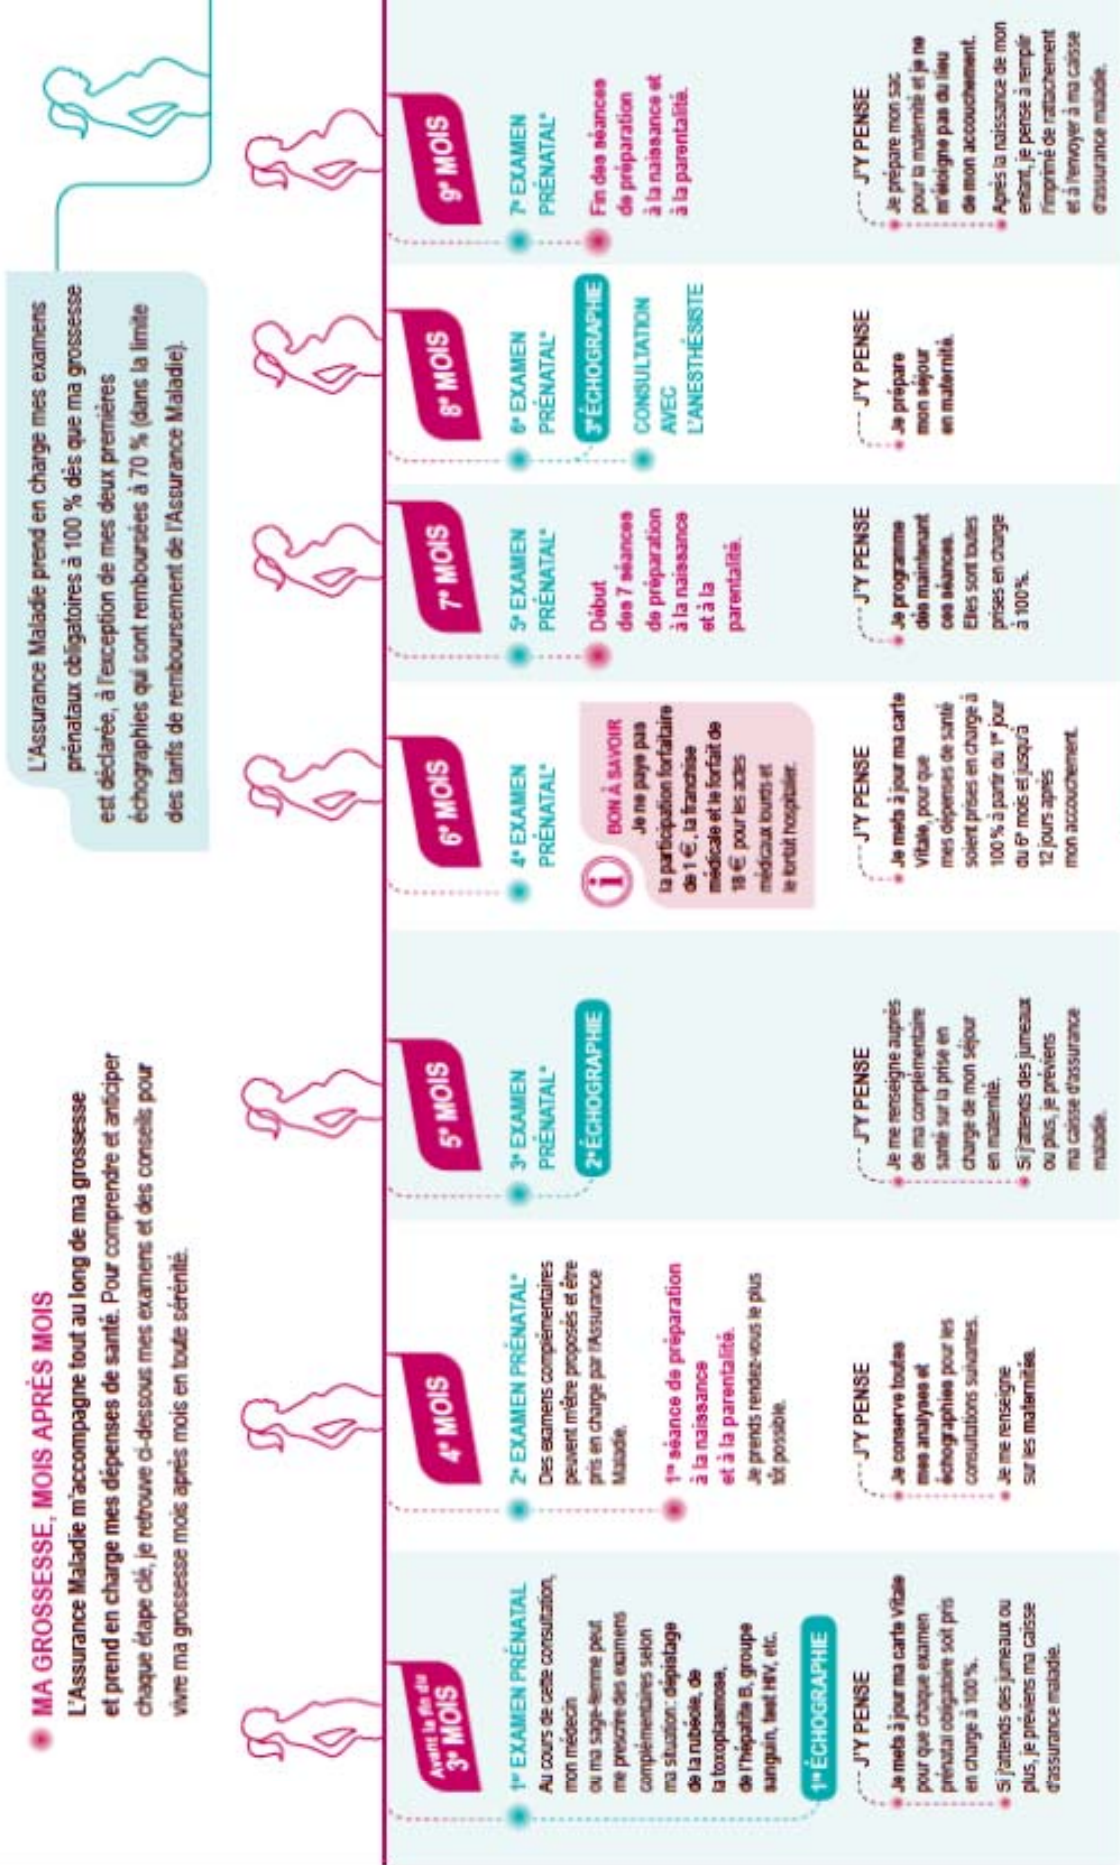 MA GROSSESSE, MOIS APRÈS MOIS
L'Assurance Maladie m'accompagne tout au long de ma grossesse
et prend en charge mes dépenses de santé. Pour comprendre et anticiper
chaque étape clé, je retrouve ci-dessous mes examens et des conseils pour
vivre ma grossesse mois après mois en toute sérénité.
L'Assurance Maladie prend en charge mes examens
prénataux obligatoires à 100 % dès que ma grossesse
est déclarée, à l'exception de mes deux premières
échographies qui sont remboursées à 70 % (dans la limite
des tarifs de remboursement de l'Assurance Maladie).
Avant la fin du
3e MOIS
1er EXAMEN PRÉNATAL
Au cours de cette consultation,
mon médecin
ou ma sage-femme peut
me prescrire des examens
complémentaires selon
ma situation: dépistage
de la rubéole, de
la toxoplasmose,
de l'hépatite B, groupe
sanguin, test HIV, etc.
1re ÉCHOGRAPHIE
J'Y PENSE
Je mets à jour ma carte Vitale
pour que chaque examen
prénatal obligatoire soit pris
en charge à 100 %.
Si j'attends des jumeaux ou
plus, je préviens ma caisse
d'assurance maladie.
4e MOIS
2e EXAMEN PRÉNATAL*
Des examens complémentaires
peuvent m'être proposés et être
pris en charge par l'Assurance
Maladie.
1re séance de préparation
à la naissance
et à la parentalité.
Je prends rendez-vous le plus
tôt possible.
J'Y PENSE
Je conserve toutes
mes analyses et
échographies pour les
consultations suivantes.
Je me renseigne
sur les maternités.
5e MOIS
3e EXAMEN
PRÉNATAL*
2e ÉCHOGRAPHIE
J'Y PENSE
Je me renseigne auprès
de ma complémentaire
santé sur la prise en
charge de mon séjour
en maternité.
Si j'attends des jumeaux
ou plus, je préviens
ma caisse d'assurance
maladie.
6e MOIS
4e EXAMEN
PRÉNATAL*
BON À SAVOIR
Je ne paye pas
la participation forfaitaire
de 1 €, la franchise
médicale et le forfait de
18 € pour les actes
médicaux lourds et
le forfait hospitalier.
J'Y PENSE
Je mets à jour ma carte
Vitale, pour que
mes dépenses de santé
soient prises en charge à
100 % à partir du 1er jour
du 6e mois et jusqu'à
12 jours après
mon accouchement.
7e MOIS
5e EXAMEN
PRÉNATAL*
Début
des 7 séances
de préparation
à la naissance
et à la
parentalité.
J'Y PENSE
Je programme
dès maintenant
ces séances.
Elles sont toutes
prises en charge
à 100%.
8e MOIS
6e EXAMEN
PRÉNATAL*
3e ÉCHOGRAPHIE
CONSULTATION
AVEC
L'ANESTHÉSISTE
J'Y PENSE
Je prépare
mon séjour
en maternité.
9e MOIS
7e EXAMEN
PRÉNATAL*
Fin des séances
de préparation
à la naissance et
à la parentalité.
J'Y PENSE
Je prépare mon sac
pour la maternité et je ne
m'éloigne pas du lieu
de mon accouchement.
Après la naissance de mon
enfant, je pense à remplir
l'imprimé de rattachement
et à l'envoyer à ma caisse
d'assurance maladie.